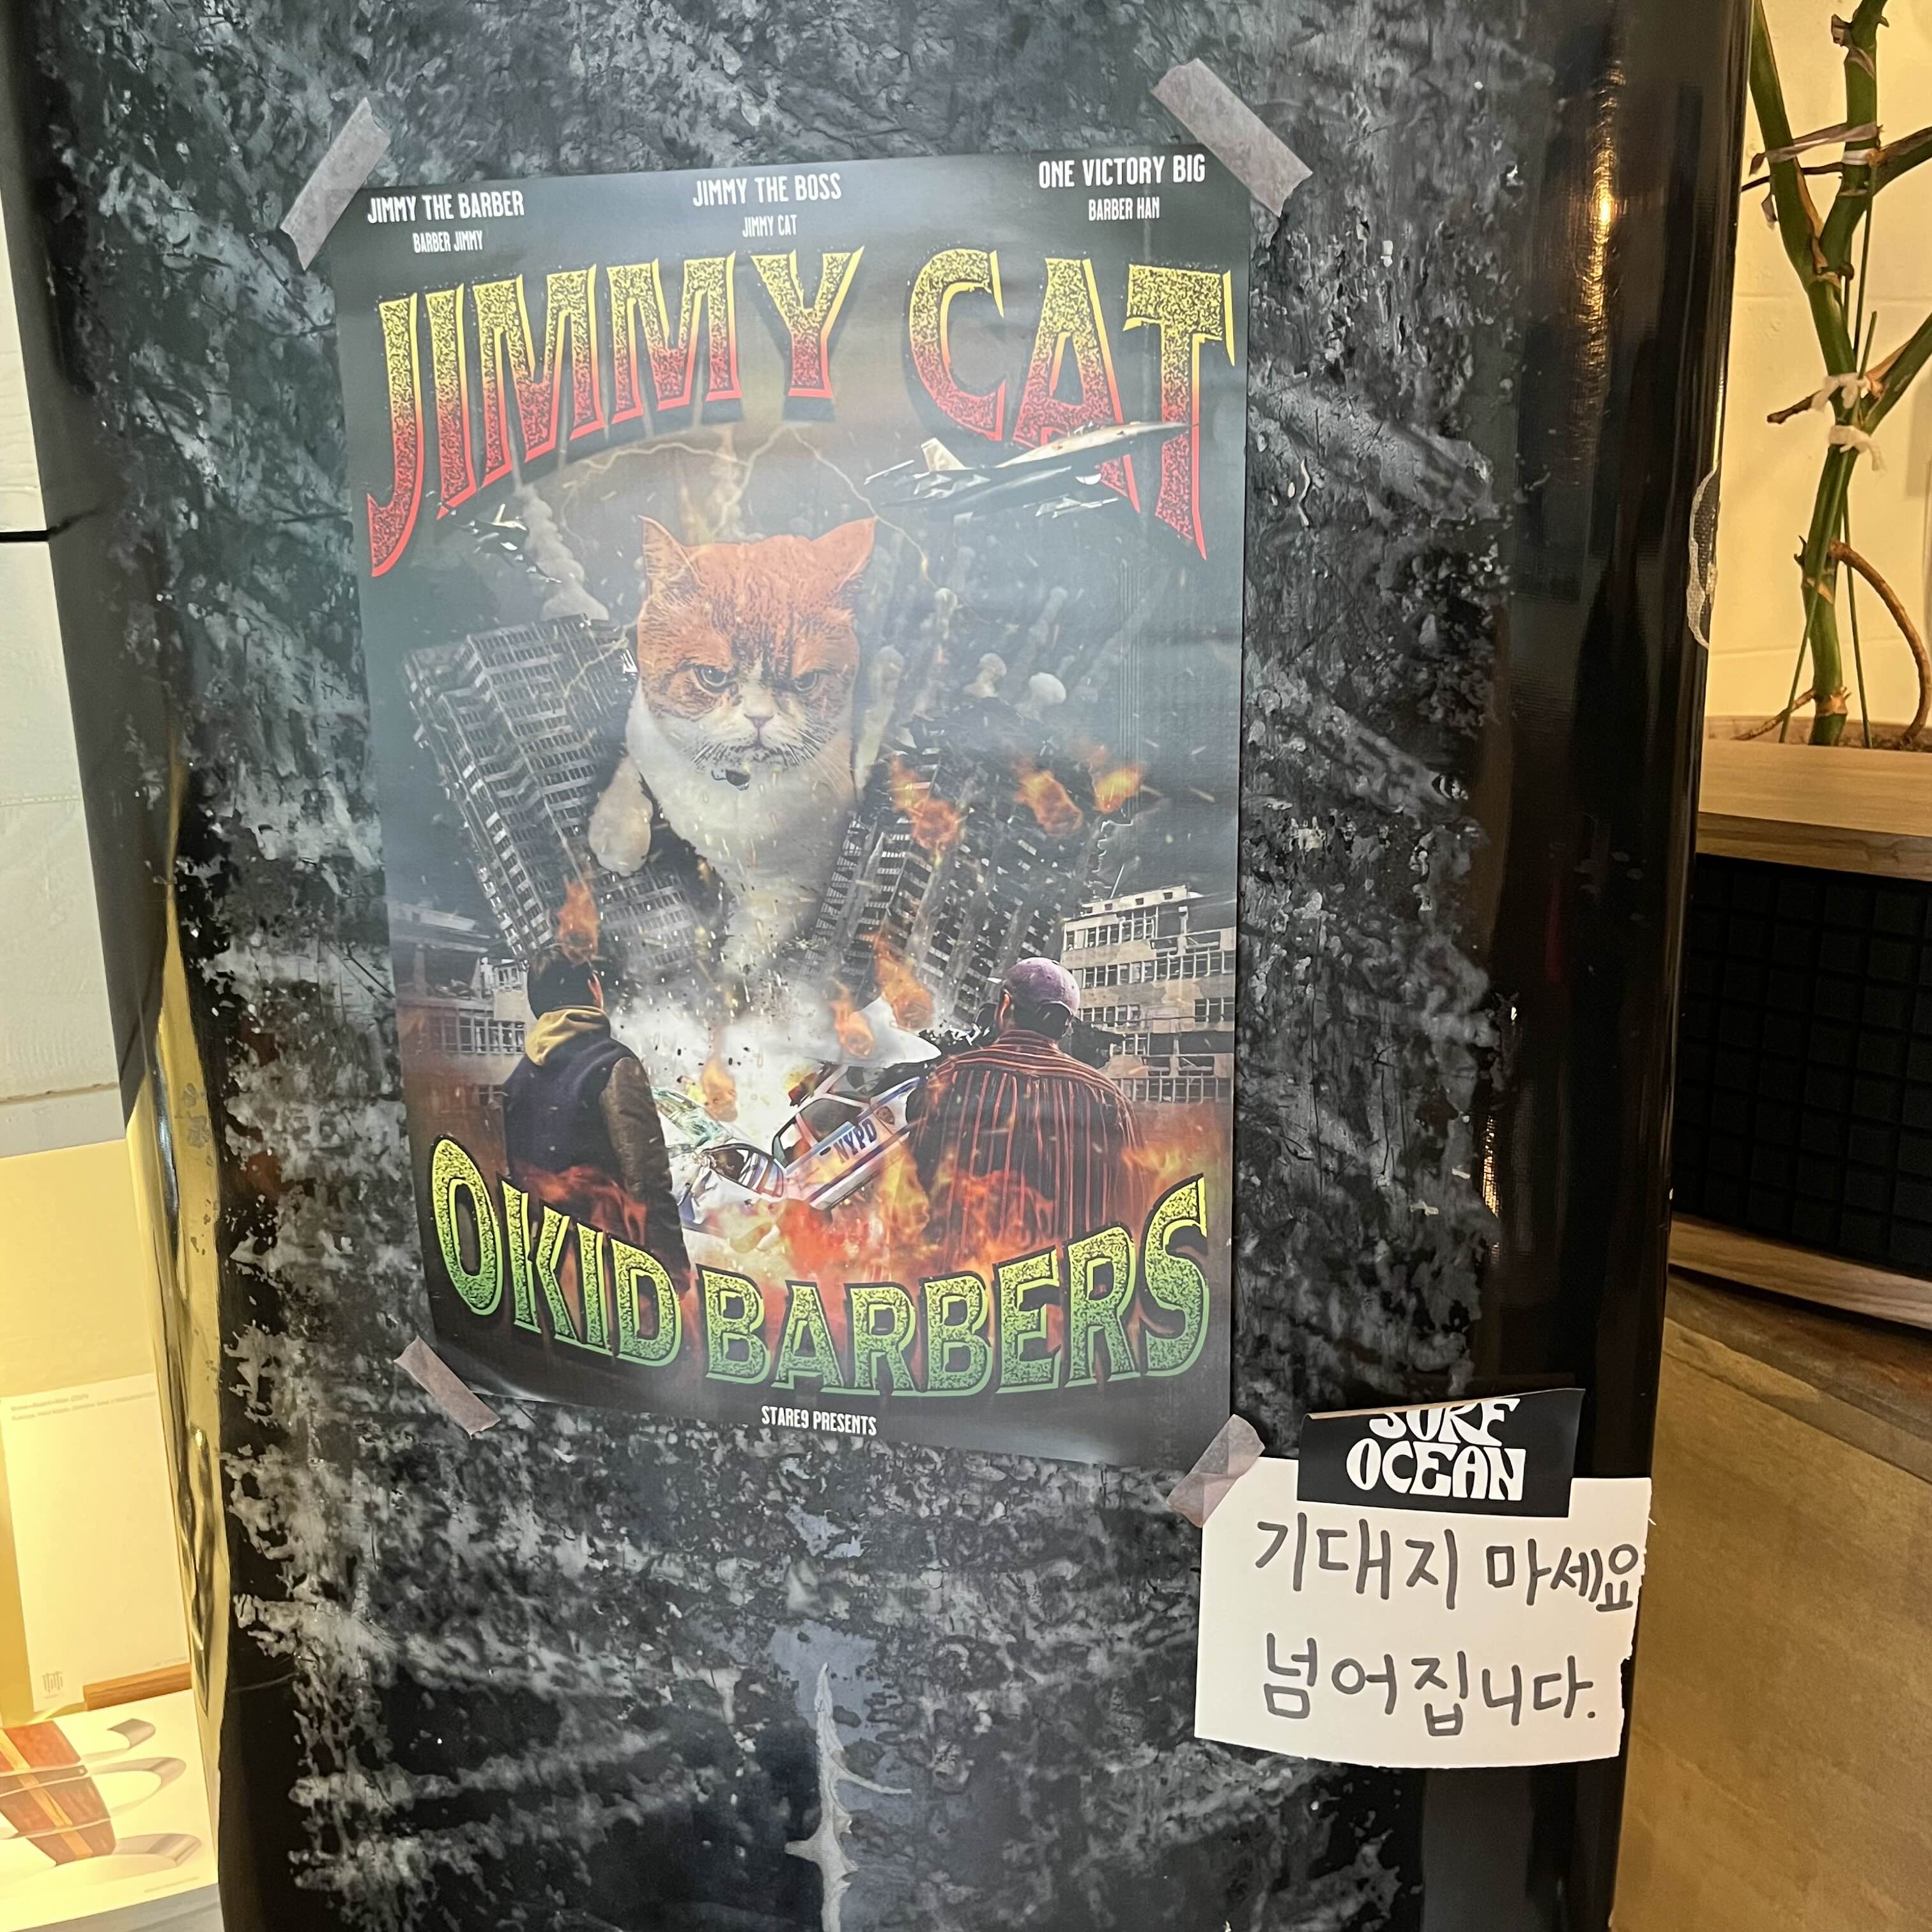 JIMMY THE BARBER
BARBER JIMMY
JIMMY THE BOSS
JIMMY CAT
ONE VICTORY BIG
BARBER HAN
JIMMY CAT
NYPD
OKID BARBERS
STARE9 PRESENTS
SURF
OCEAN
기대지 마세요
넘어집니다.